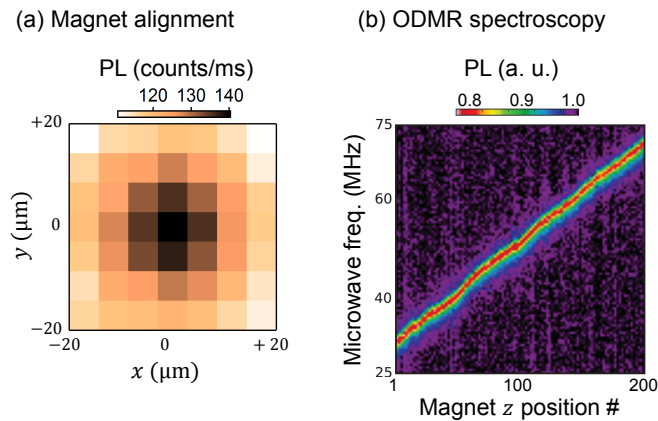 (a) Magnet alignment
PL (counts/ms)
120 130 140
+20
0
−20
y (μm)
−20 0 +20
x (μm)
(b) ODMR spectroscopy
PL (a. u.)
0.8 0.9 1.0
75
60
40
25
Microwave freq. (MHz)
1 100 200
Magnet z position #